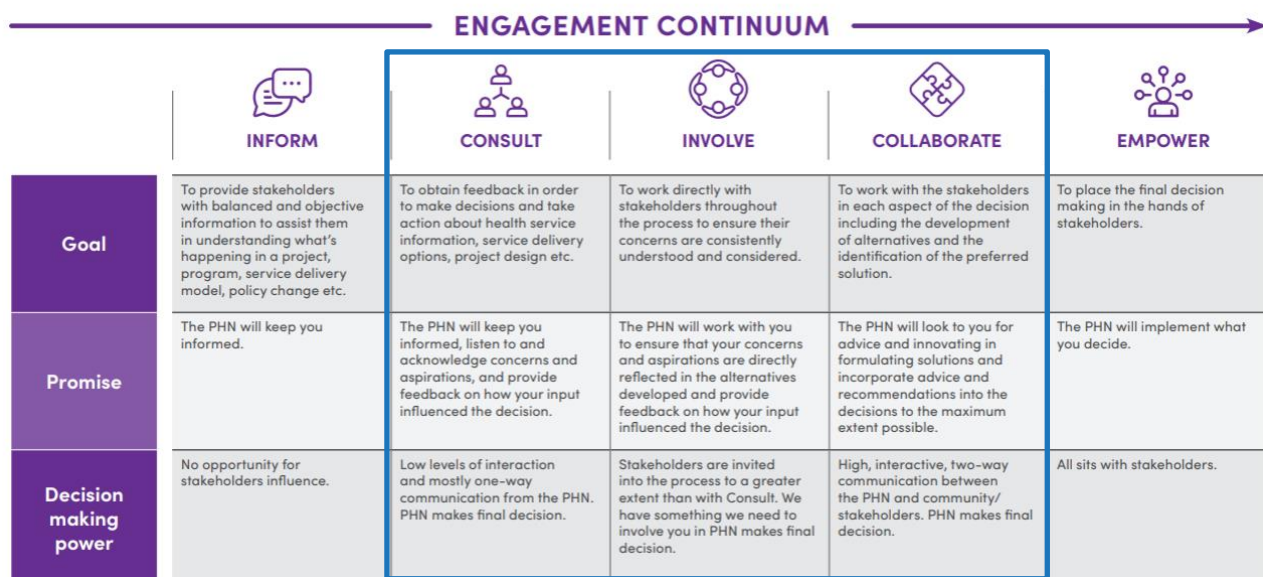 ENGAGEMENT CONTINUUM
INFORM
CONSULT
INVOLVE
COLLABORATE
EMPOWER
Goal
To provide stakeholders
with balanced and objective
information to assist them
in understanding what's
happening in a project,
program, service delivery
model, policy change etc.
To obtain feedback in order
to make decisions and take
action about health service
information, service delivery
options, project design etc.
To work directly with
stakeholders throughout
the process to ensure their
concerns are consistently
understood and considered.
To work with the stakeholders
in each aspect of the decision
including the development
of alternatives and the
identification of the preferred
solution.
To place the final decision
making in the hands of
stakeholders.
Promise
The PHN will keep you
informed.
The PHN will keep you
informed, listen to and
acknowledge concerns and
aspirations, and provide
feedback on how your input
influenced the decision.
The PHN will work with you
to ensure that your concerns
and aspirations are directly
reflected in the alternatives
developed and provide
feedback on how your input
influenced the decision.
The PHN will look to you for
advice and innovating in
formulating solutions and
incorporate advice and
recommendations into the
decisions to the maximum
extent possible.
The PHN will implement what
you decide.
Decision
making
power
No opportunity for
stakeholders influence.
Low levels of interaction
and mostly one-way
communication from the PHN.
PHN makes final decision.
Stakeholders are invited
into the process to a greater
extent than with Consult. We
have something we need to
involve you in PHN makes final
decision.
High, interactive, two-way
communication between
the PHN and community/
stakeholders. PHN makes final
decision.
All sits with stakeholders.